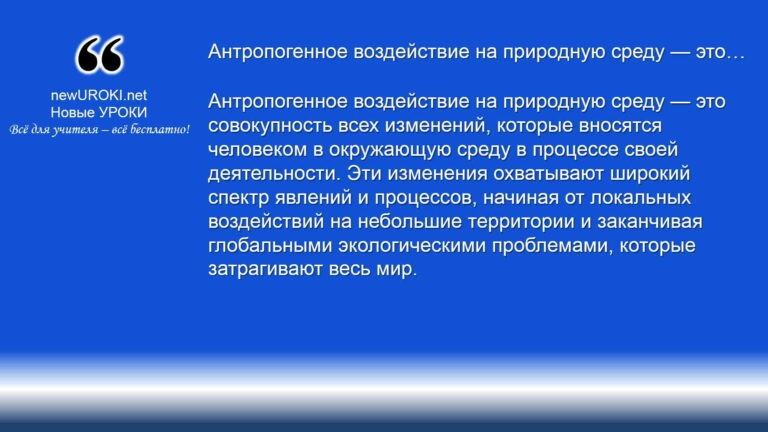 “
newUROKI.net
Новые УРОКИ
Всё для учителя – всё бесплатно!
Антропогенное воздействие на природную среду — это…
Антропогенное воздействие на природную среду — это
совокупность всех изменений, которые вносятся
человеком в окружающую среду в процессе своей
деятельности. Эти изменения охватывают широкий
спектр явлений и процессов, начиная от локальных
воздействий на небольшие территории и заканчивая
глобальными экологическими проблемами, которые
затрагивают весь мир.